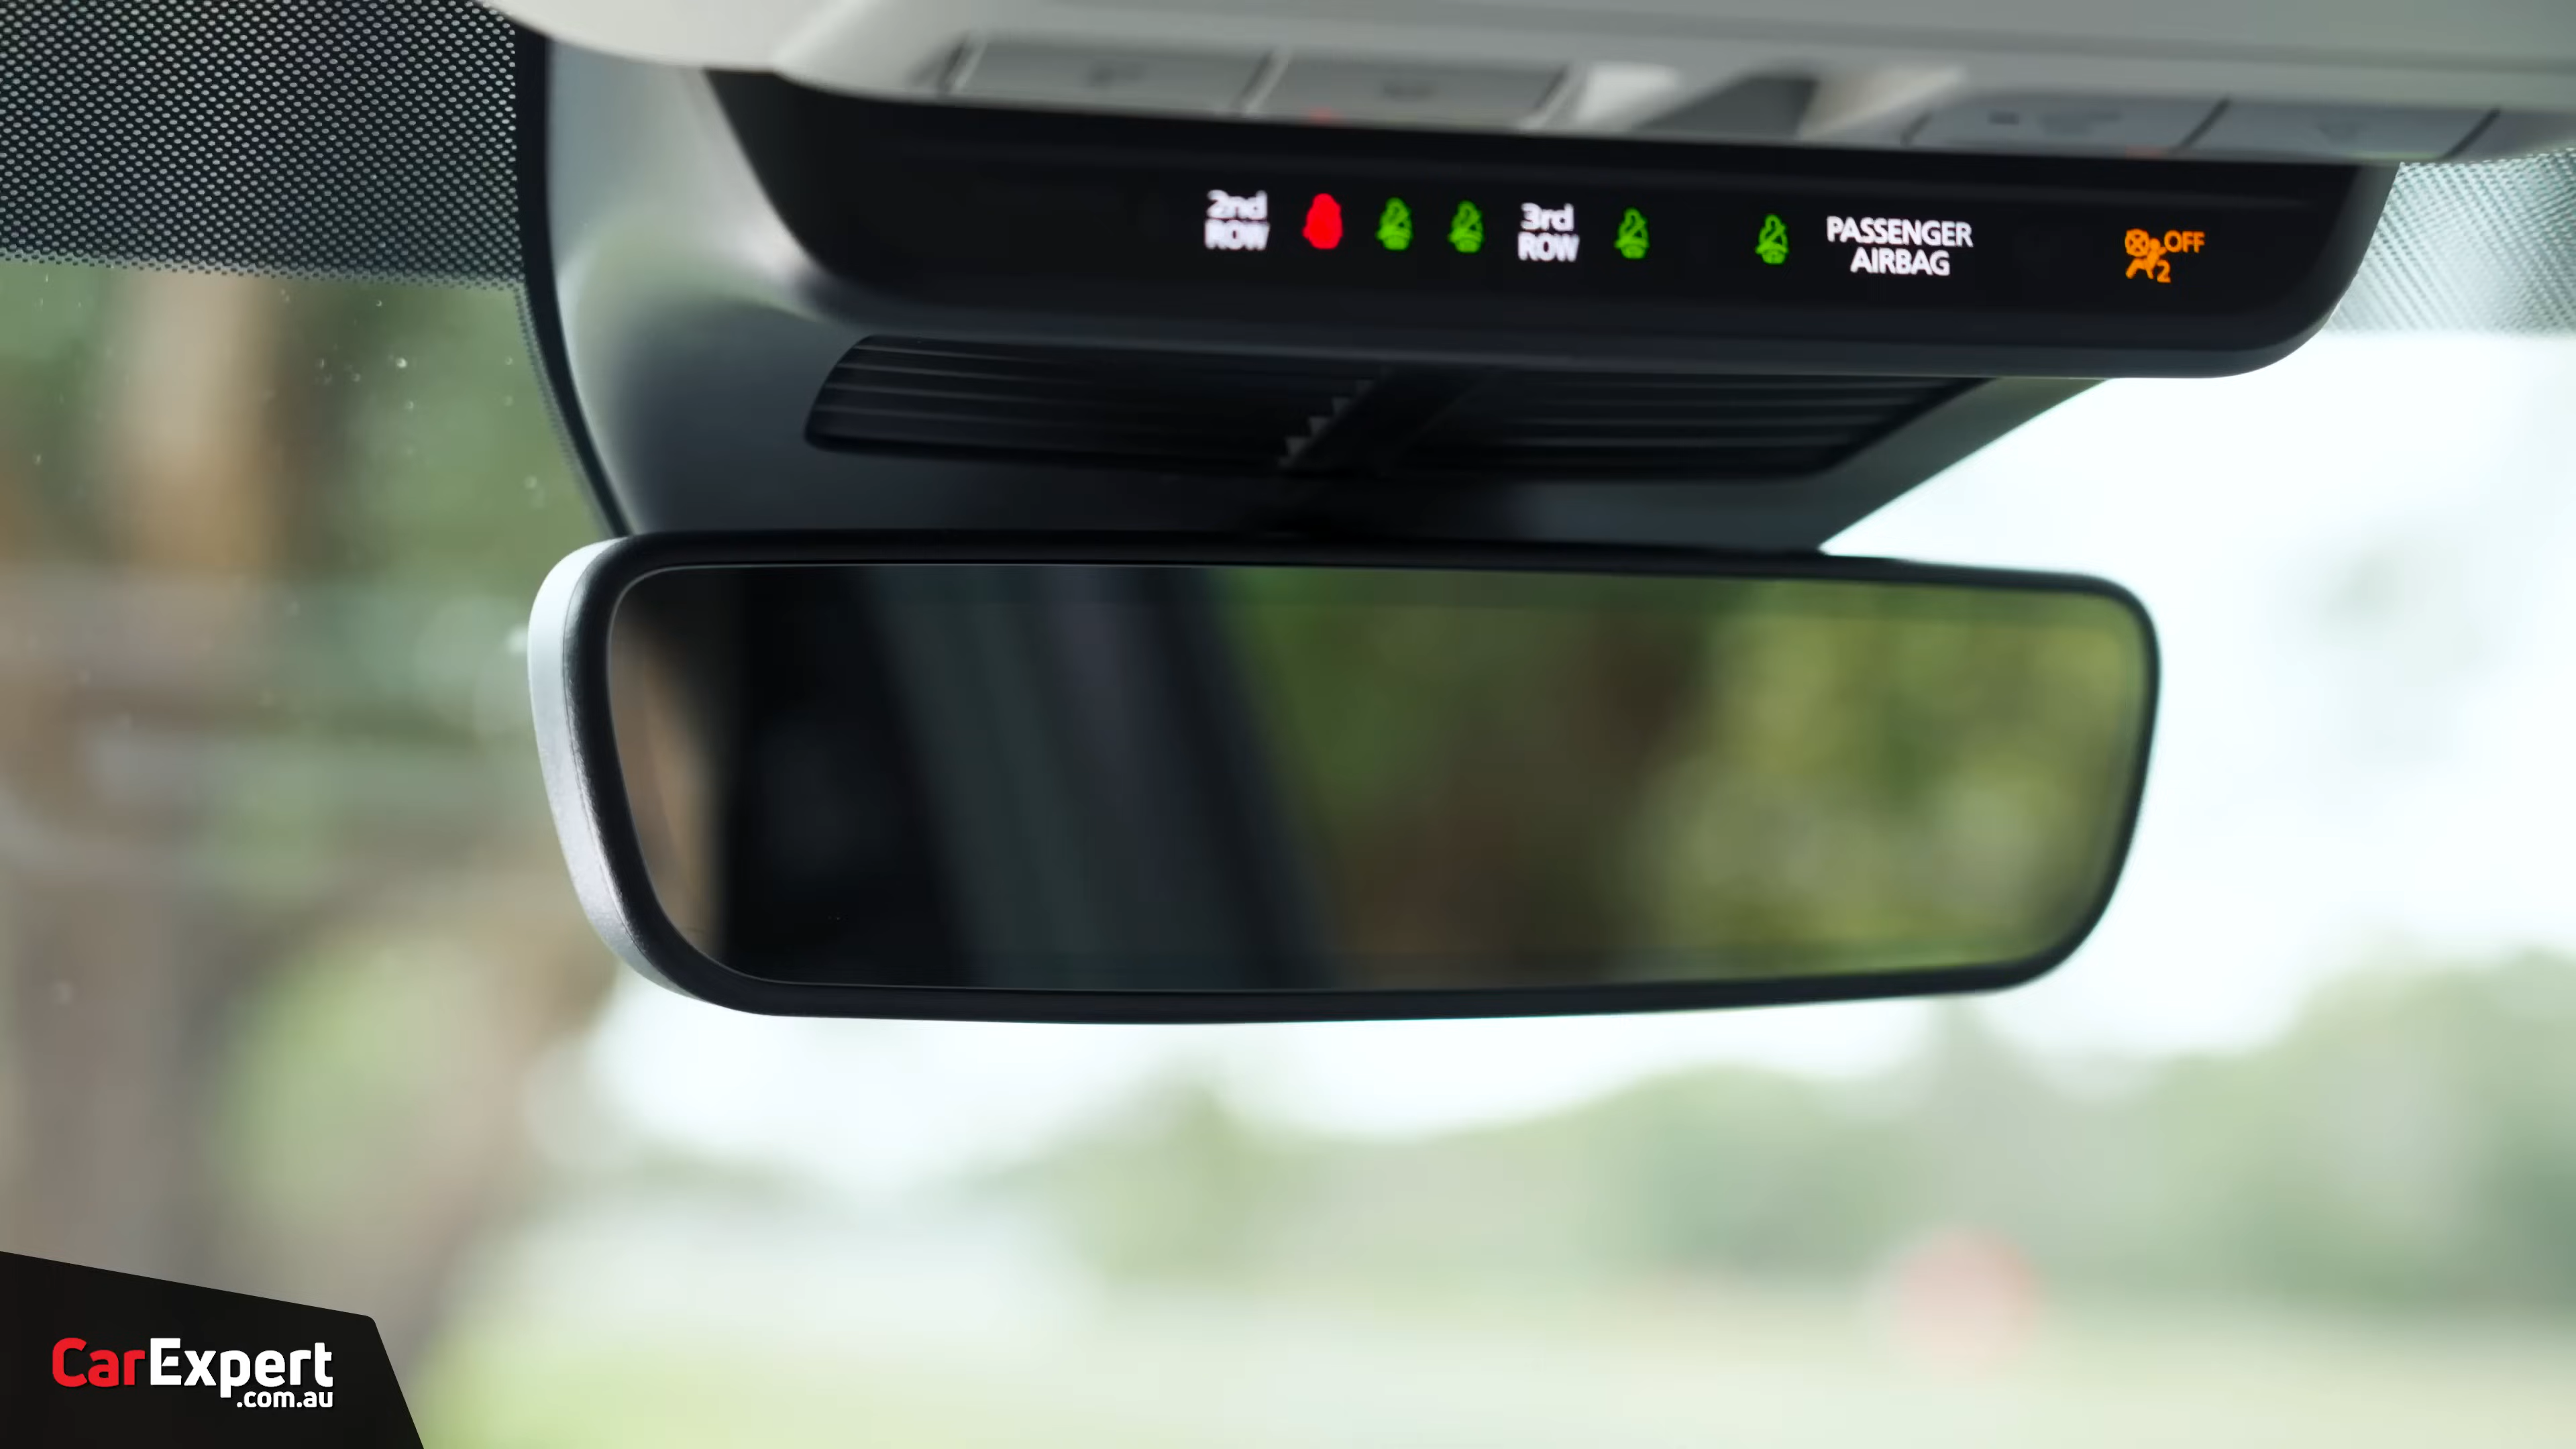 2nd
ROW
3rd
ROW
PASSENGER
AIRBAG
OFF
2
CarExpert
.com.au